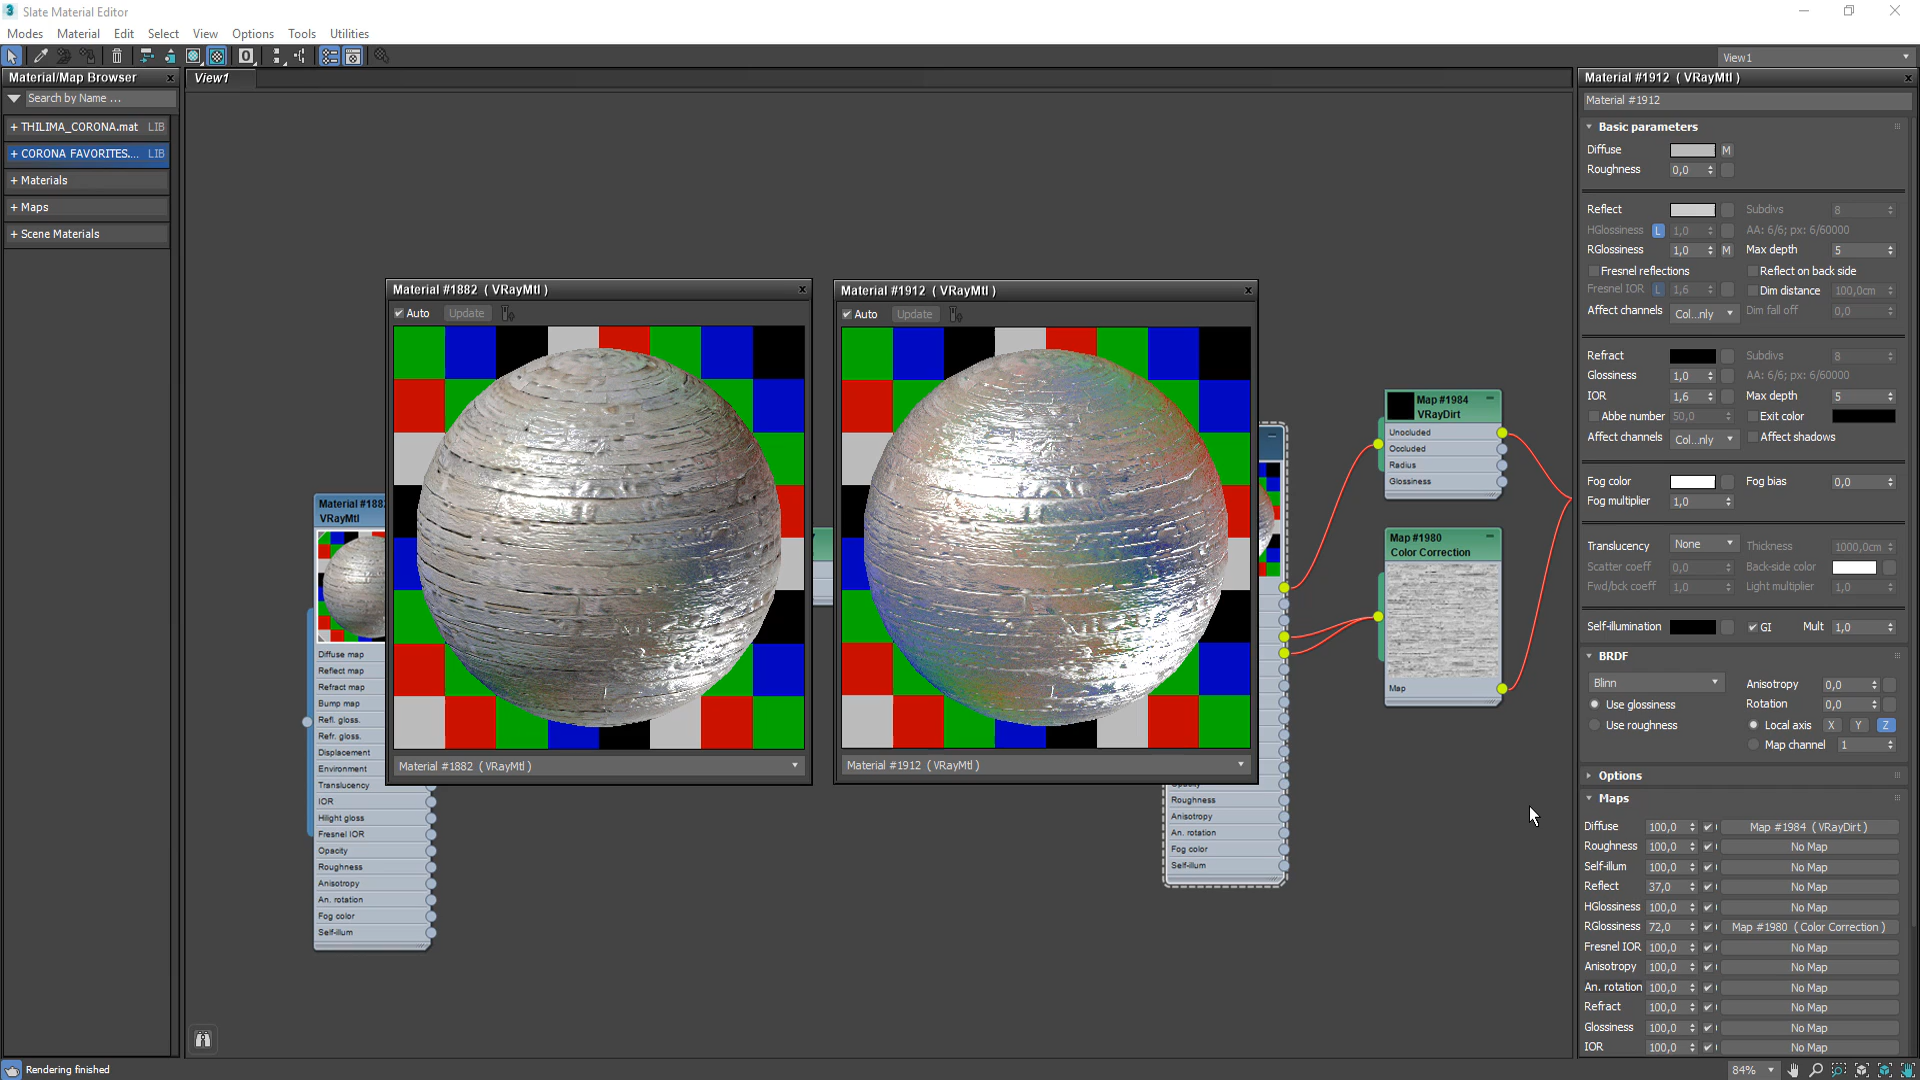 3 Slate Material Editor
Modes Material Edit Select View Options Tools Utilities
View1
Material/Map Browser x
Search by Name ...
+ THILIMA_CORONA.mat LIB
+ CORONA FAVORITES.... LIB
+ Materials
+ Maps
+ Scene Materials
View1
Material #1882
VRayMtl
Diffuse map
Reflect map
Refract map
Bump map
Refl. gloss.
Refr. gloss.
Displacement
Environment
Translucency
IOR
Hilight gloss
Fresnel IOR
Opacity
Roughness
Anisotropy
An. rotation
Fog color
Self-illum
Material #1882 ( VRayMtl ) x
Auto Update
Material #1882 ( VRayMtl )
Material #1912 ( VRayMtl ) x
Auto Update
Material #1912 ( VRayMtl )
Roughness
Anisotropy
An. rotation
Fog color
Self-illum
Map #1984
VRayDirt
Unocluded
Occluded
Radius
Glossiness
Map #1980
Color Correction
Map
Material #1912 ( VRayMtl ) x
Material #1912
Basic parameters
Diffuse M
Roughness 0,0
Reflect Subdivs 8
HGlossiness L 1,0 AA: 6/6; px: 6/60000
RGlossiness 1,0 M Max depth 5
Fresnel reflections Reflect on back side
Fresnel IOR L 1,6 Dim distance 100,0cm
Affect channels Col...nly Dim fall off 0,0
Refract Subdivs 8
Glossiness 1,0 AA: 6/6; px: 6/60000
IOR 1,6 Max depth 5
Abbe number 50,0 Exit color
Affect channels Col...nly Affect shadows
Fog color Fog bias 0,0
Fog multiplier 1,0
Translucency None Thickness 1000,0cm
Scatter coeff 0,0 Back-side color
Fwd/bck coeff 1,0 Light multiplier 1,0
Self-illumination GI Mult 1,0
BRDF
Blinn Anisotropy 0,0
Use glossiness Rotation 0,0
Use roughness Local axis X Y Z
Map channel 1
Options
Maps
Diffuse 100,0 Map #1984 ( VRayDirt )
Roughness 100,0 No Map
Self-illum 100,0 No Map
Reflect 37,0 No Map
HGlossiness 100,0 No Map
RGlossiness 72,0 Map #1980 ( Color Correction )
Fresnel IOR 100,0 No Map
Anisotropy 100,0 No Map
An. rotation 100,0 No Map
Refract 100,0 No Map
Glossiness 100,0 No Map
IOR 100,0 No Map
Rendering finished 84%